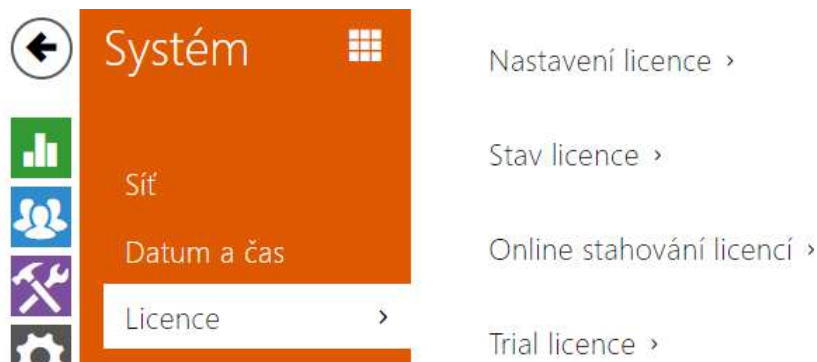 Systém
Síť
Datum a čas
Licence
Nastavení licence
Stav licence
Online stahování licencí
Trial licence